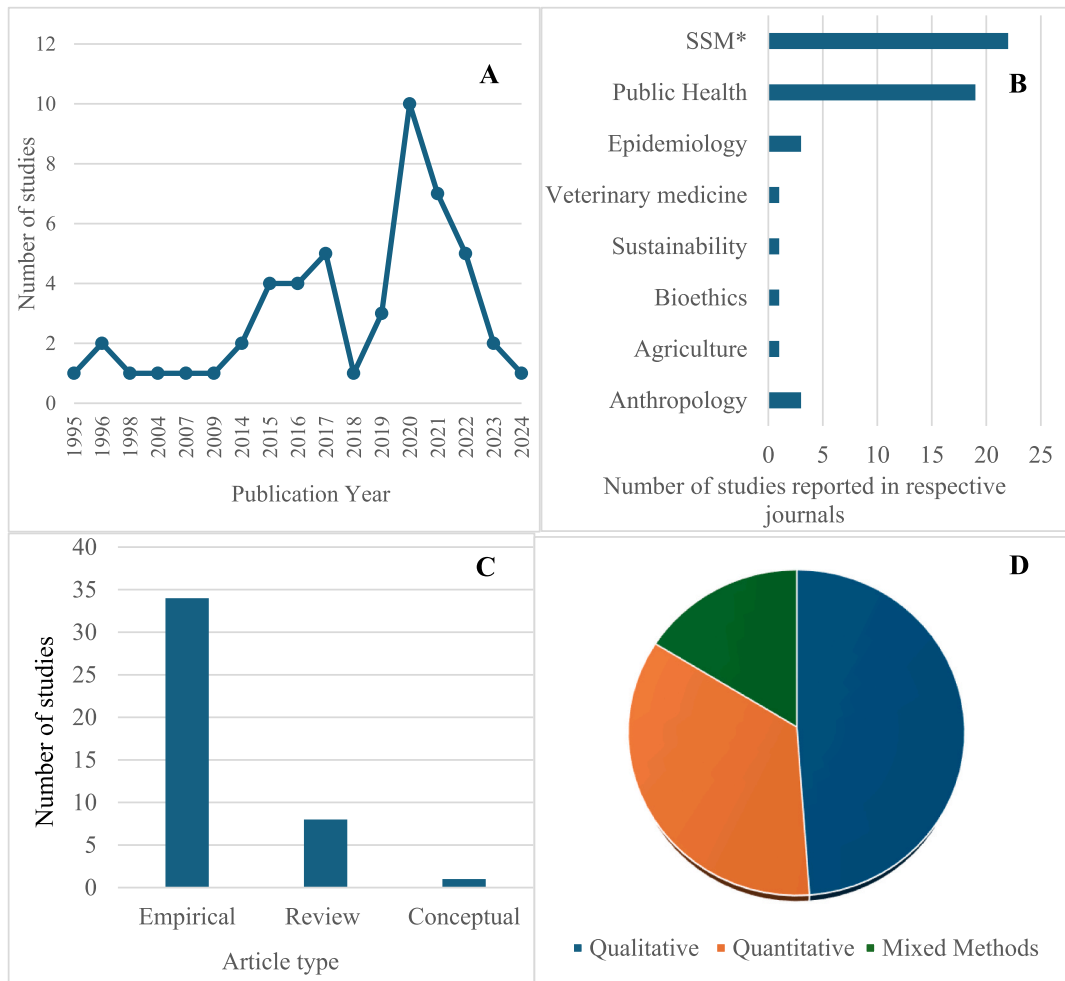 A
12
10
8
6
4
2
0
Number of studies
1995 1996 1998 2004 2007 2009 2014 2015 2016 2017 2018 2019 2020 2021 2022 2023 2024
Publication Year
B
SSM*
Public Health
Epidemiology
Veterinary medicine
Sustainability
Bioethics
Agriculture
Anthropology
0 5 10 15 20 25
Number of studies reported in respective
journals
C
40
35
30
25
20
15
10
5
0
Number of studies
Empirical Review Conceptual
Article type
D
Qualitative Quantitative Mixed Methods